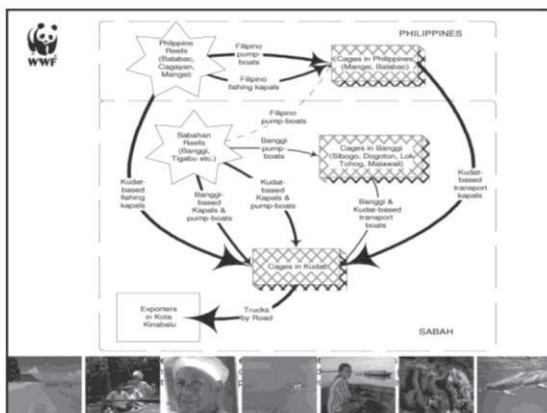 WWF
PHILIPPINES
Philippine
Reefs
(Balabac,
Cagayan,
Mangsi)
Filipino
pump-
boats
Filipino
fishing kapals
Cages in Philippines
(Mangsi, Balabac)
Filipino
pump-boats
Sabahan
Reefs
(Banggi,
Tigabu etc.)
Banggi
pump-
boats
Cages in Banggi
(Sibogo, Dogoton, Lok
Tohog, Malawali)
Kudat-
based
fishing
kapals
Banggi-
based
Kapals &
pump-boats
Kudat-
based
Kapals &
pump-boats
Banggi &
Kudat-based
transport
boats
Kudat-
based
transport
kapals
Cages in Kudat
Exporters
in Kota
Kinabalu
Trucks
by Road
SABAH